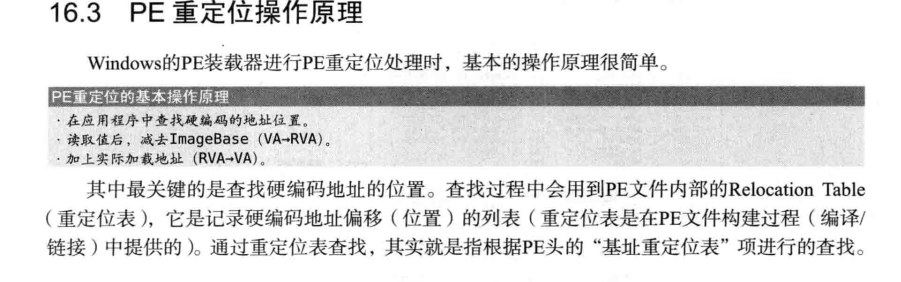 16.3 PE 重定位操作原理
Windows的PE装载器进行PE重定位处理时，基本的操作原理很简单。
PE重定位的基本操作原理
· 在应用程序中查找硬编码的地址位置。
· 读取值后，减去ImageBase（VA→RVA）。
· 加上实际加载地址（RVA→VA）。
其中最关键的是查找硬编码地址的位置。查找过程中会用到PE文件内部的Relocation Table
（重定位表），它是记录硬编码地址偏移（位置）的列表（重定位表是在PE文件构建过程（编译/
链接）中提供的）。通过重定位表查找，其实就是指根据PE头的“基址重定位表”项进行的查找。